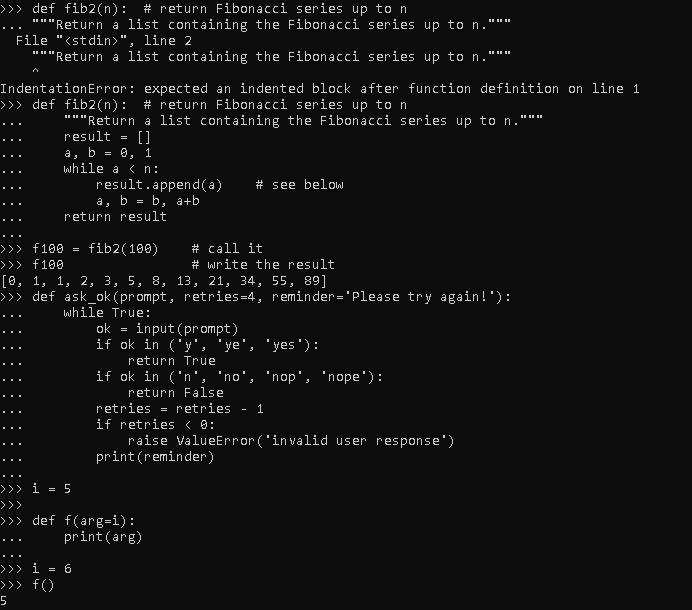 >>> def fib2(n):  # return Fibonacci series up to n
... """Return a list containing the Fibonacci series up to n."""
  File "<stdin>", line 2
    """Return a list containing the Fibonacci series up to n."""
    ^
IndentationError: expected an indented block after function definition on line 1
>>> def fib2(n):  # return Fibonacci series up to n
...     """Return a list containing the Fibonacci series up to n."""
...     result = []
...     a, b = 0, 1
...     while a < n:
...         result.append(a)    # see below
...         a, b = b, a+b
...     return result
...
>>> f100 = fib2(100)    # call it
>>> f100                # write the result
[0, 1, 1, 2, 3, 5, 8, 13, 21, 34, 55, 89]
>>> def ask_ok(prompt, retries=4, reminder='Please try again!'):
...     while True:
...         ok = input(prompt)
...         if ok in ('y', 'ye', 'yes'):
...             return True
...         if ok in ('n', 'no', 'nop', 'nope'):
...             return False
...         retries = retries - 1
...         if retries < 0:
...             raise ValueError('invalid user response')
...         print(reminder)
...
>>> i = 5
>>>
>>> def f(arg=i):
...     print(arg)
...
>>> i = 6
>>> f()
5